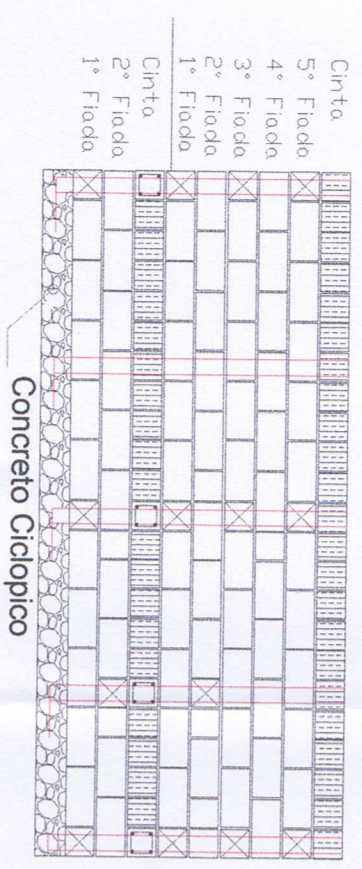 Cinta
5° Fiada
4° Fiada
3° Fiada
2° Fiada
1° Fiada
Cinta
2° Fiada
1° Fiada
Concreto Ciclopico